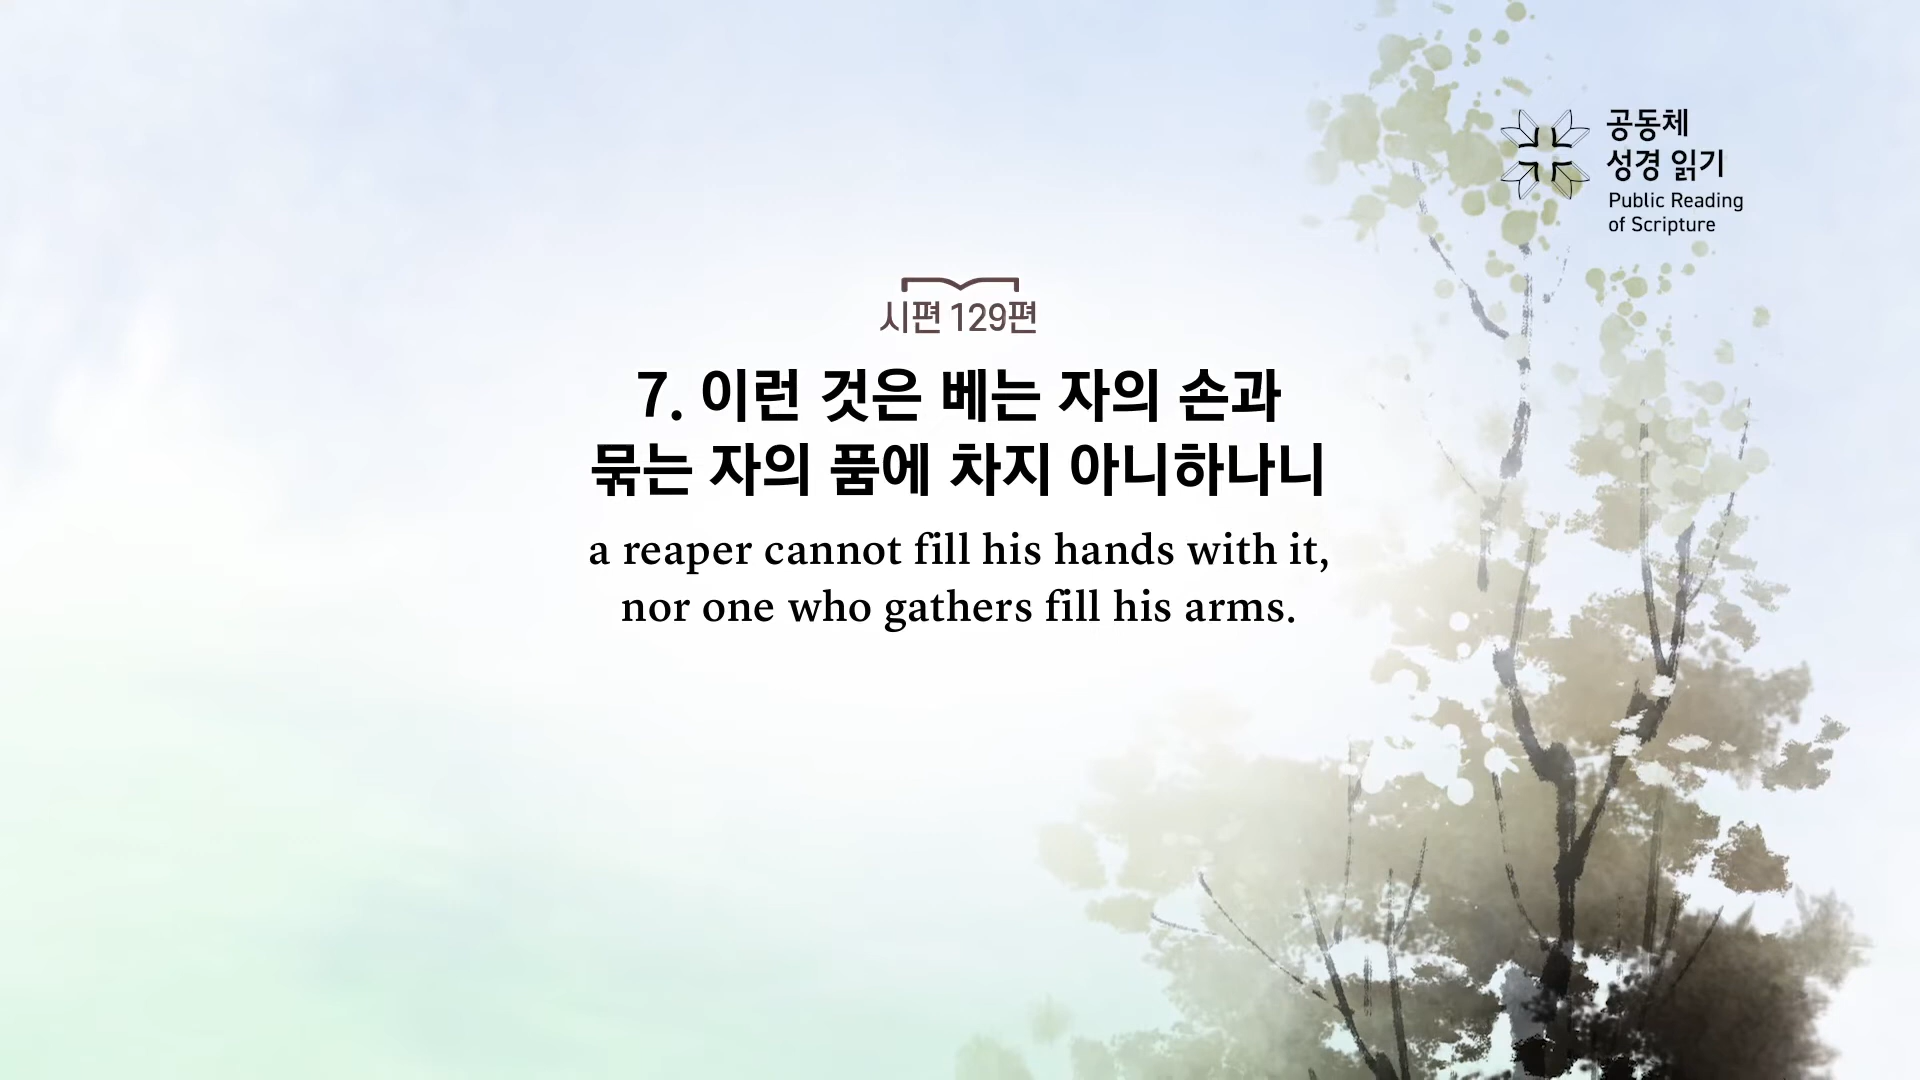 공동체
성경 읽기
Public Reading
of Scripture
시편 129편
7. 이런 것은 베는 자의 손과
묶는 자의 품에 차지 아니하나니
a reaper cannot fill his hands with it,
nor one who gathers fill his arms.